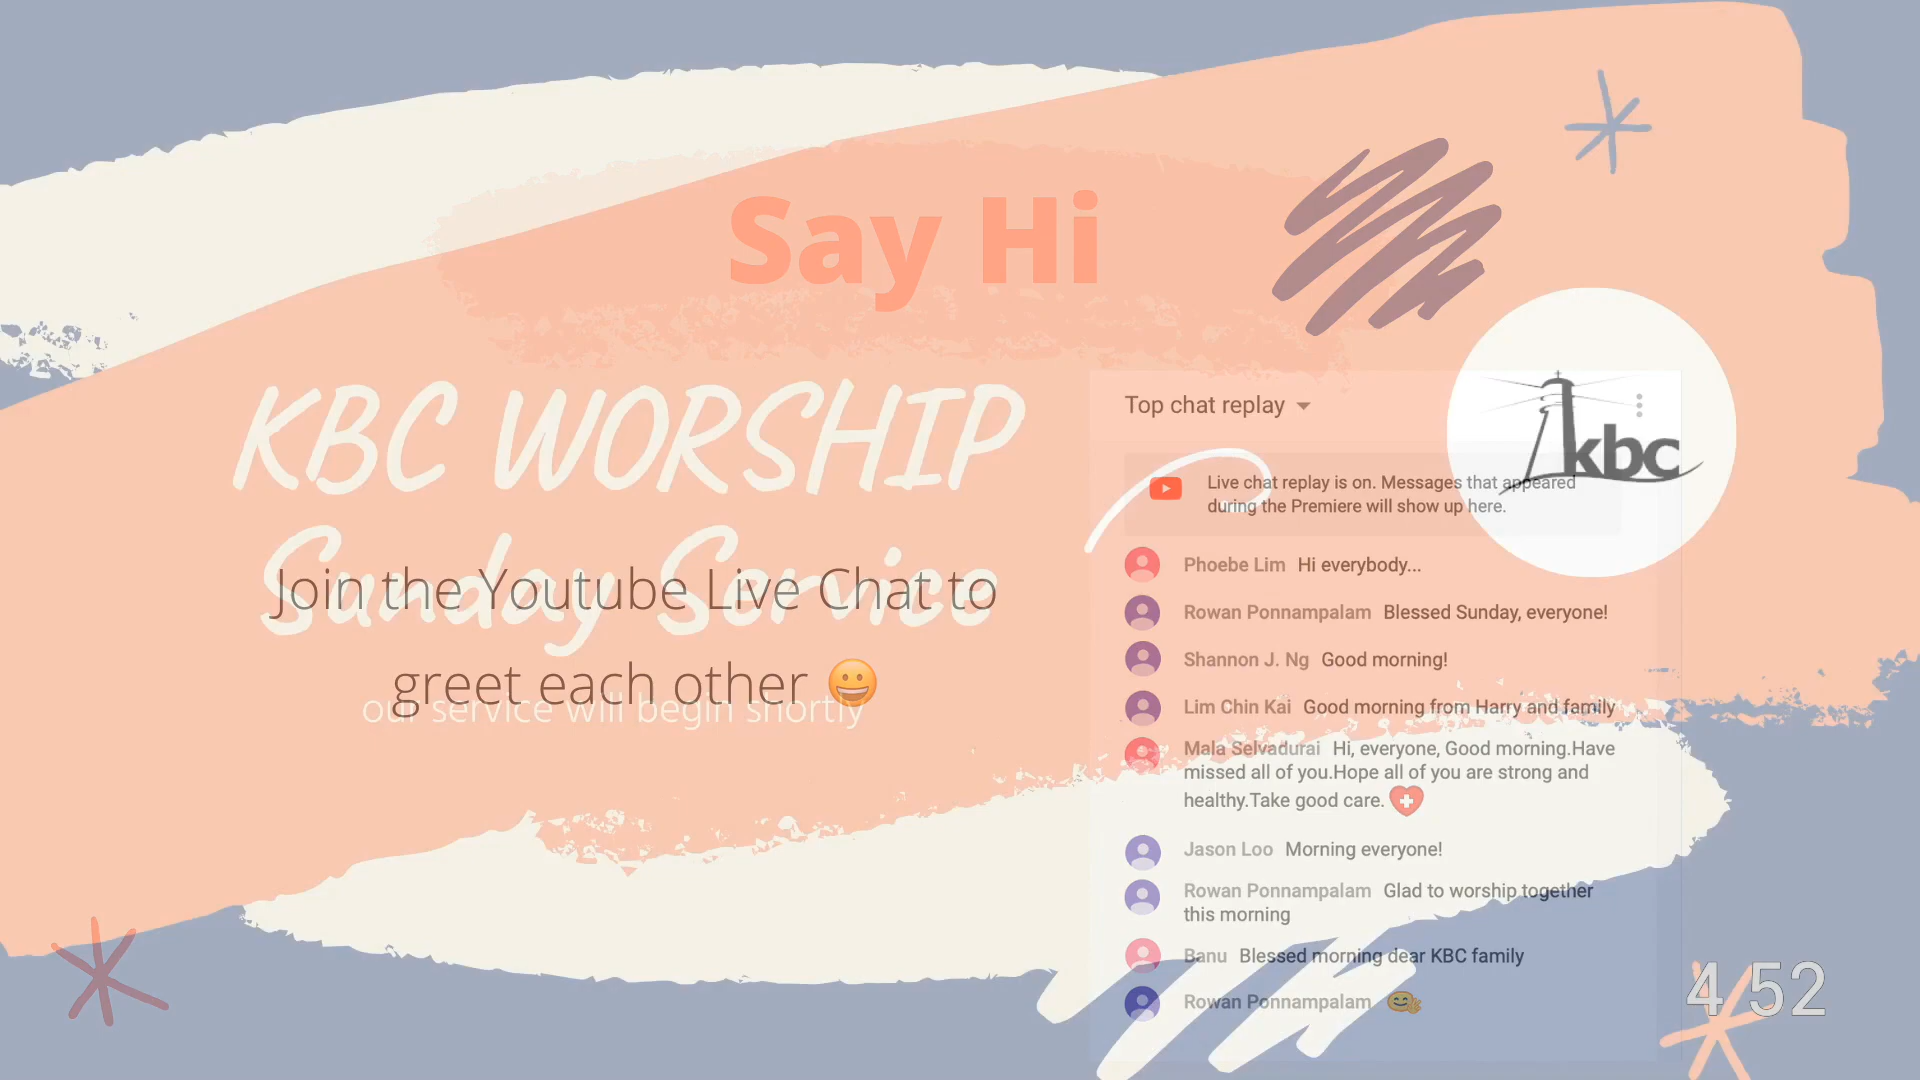 Say Hi
KBC WORSHIP
Sunday Service
Join the Youtube Live Chat to
greet each other 😀
our service will begin shortly
kbc
Top chat replay
Live chat replay is on. Messages that appeared
during the Premiere will show up here.
Phoebe Lim Hi everybody...
Rowan Ponnampalam Blessed Sunday, everyone!
Shannon J. Ng Good morning!
Lim Chin Kai Good morning from Harry and family
Mala Selvadurai Hi, everyone, Good morning.Have
missed all of you.Hope all of you are strong and
healthy.Take good care.
Jason Loo Morning everyone!
Rowan Ponnampalam Glad to worship together
this morning
Banu Blessed morning dear KBC family
Rowan Ponnampalam
4 52